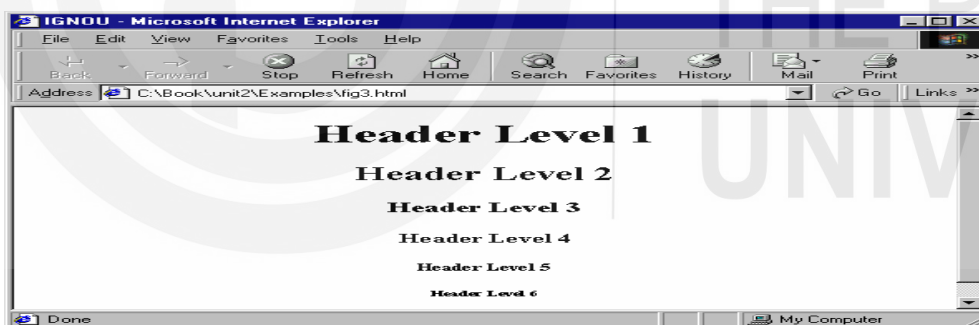 IGNOU - Microsoft Internet Explorer
File Edit View Favorites Tools Help
Back Forward Stop Refresh Home Search Favorites History Mail Print »
Address C:\Book\unit2\Examples\fig3.html Go Links »
Header Level 1
Header Level 2
Header Level 3
Header Level 4
Header Level 5
Header Level 6
Done My Computer
THE P
UNIV